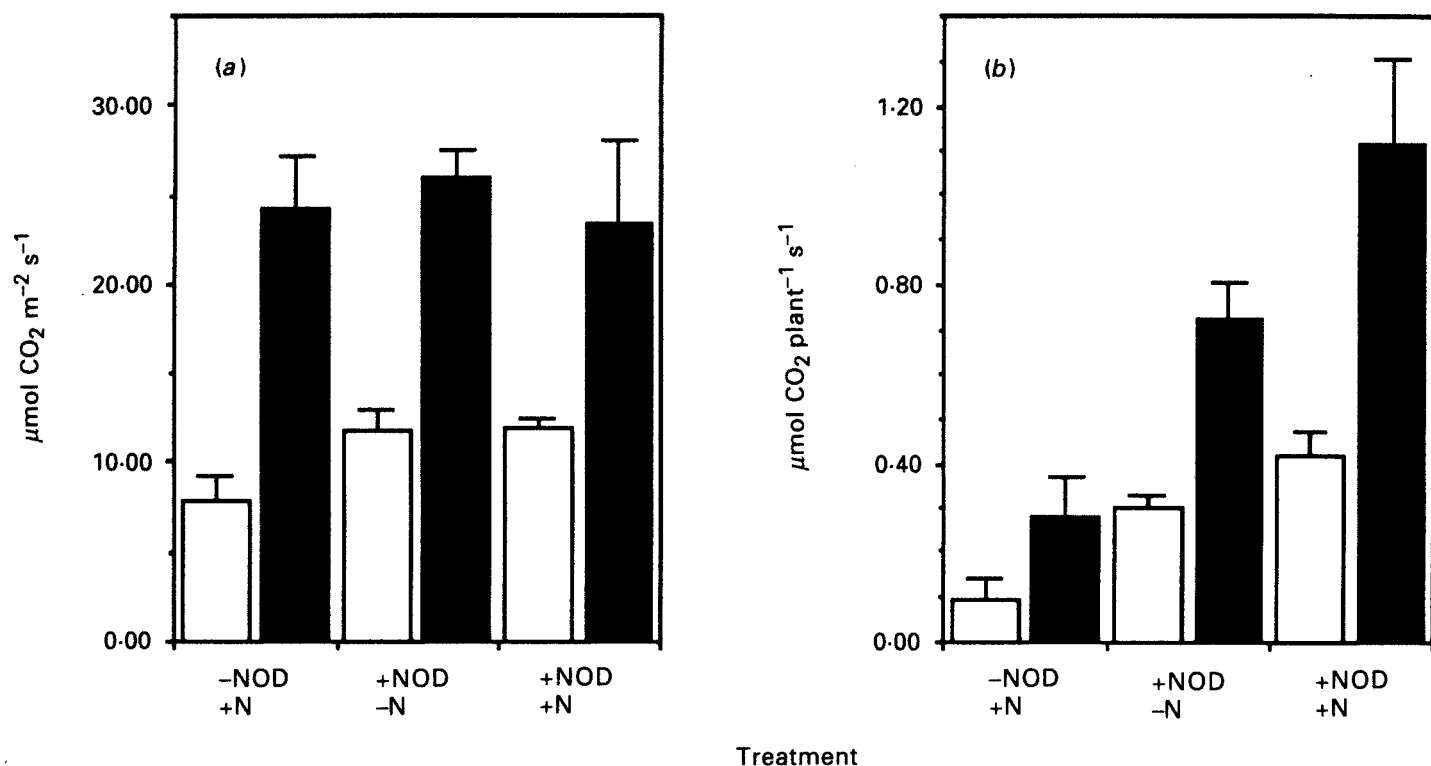 (a)
30·00
20·00
10·00
0·00
μmol CO₂ m⁻² s⁻¹
–NOD +NOD +NOD
+N –N +N
(b)
1·20
0·80
0·40
0·00
μmol CO₂ plant⁻¹ s⁻¹
–NOD +NOD +NOD
+N –N +N
Treatment